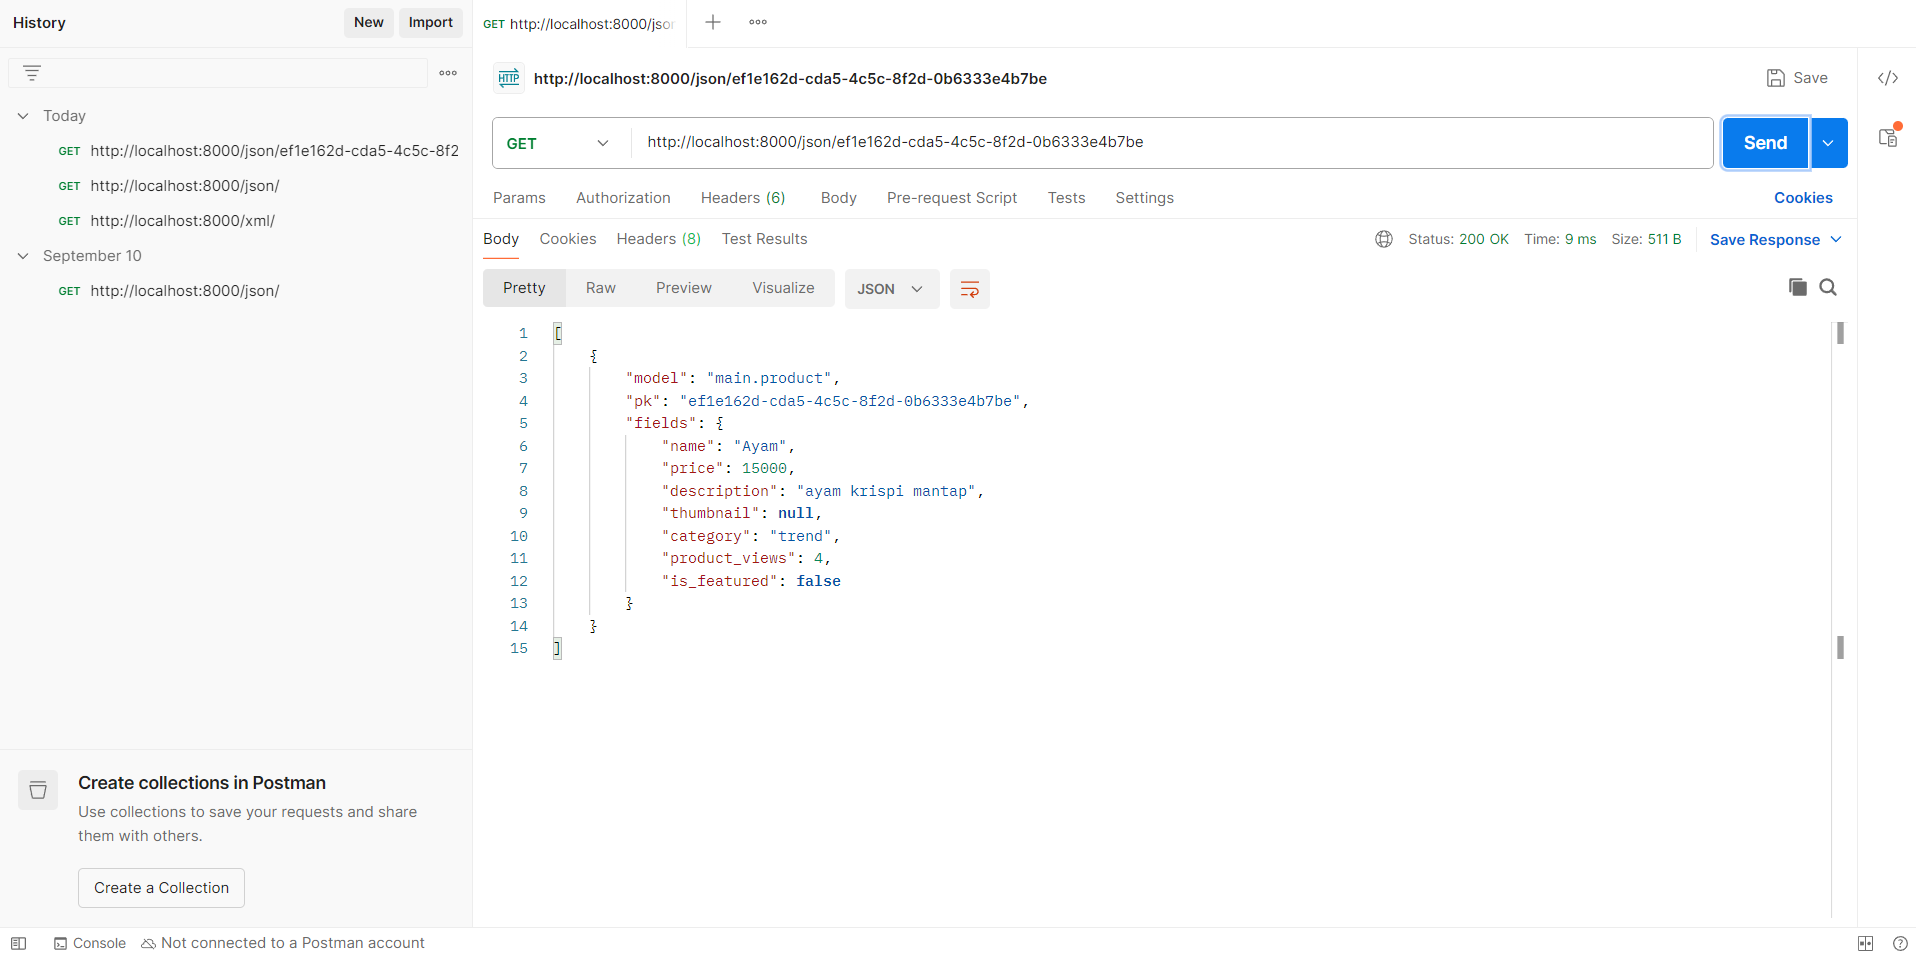 History
New
Import
Today
GET http://localhost:8000/json/ef1e162d-cda5-4c5c-8f2
GET http://localhost:8000/json/
GET http://localhost:8000/xml/
September 10
GET http://localhost:8000/json/
Create collections in Postman
Use collections to save your requests and share
them with others.
Create a Collection
GET http://localhost:8000/json
HTTP http://localhost:8000/json/ef1e162d-cda5-4c5c-8f2d-0b6333e4b7be
Save
GET http://localhost:8000/json/ef1e162d-cda5-4c5c-8f2d-0b6333e4b7be
Send
Params Authorization Headers (6) Body Pre-request Script Tests Settings
Cookies
Body Cookies Headers (8) Test Results
Status: 200 OK Time: 9 ms Size: 511 B Save Response
Pretty Raw Preview Visualize JSON
1 [
2 {
3 "model": "main.product",
4 "pk": "ef1e162d-cda5-4c5c-8f2d-0b6333e4b7be",
5 "fields": {
6 "name": "Ayam",
7 "price": 15000,
8 "description": "ayam krispi mantap",
9 "thumbnail": null,
10 "category": "trend",
11 "product_views": 4,
12 "is_featured": false
13 }
14 }
15 ]
Console Not connected to a Postman account